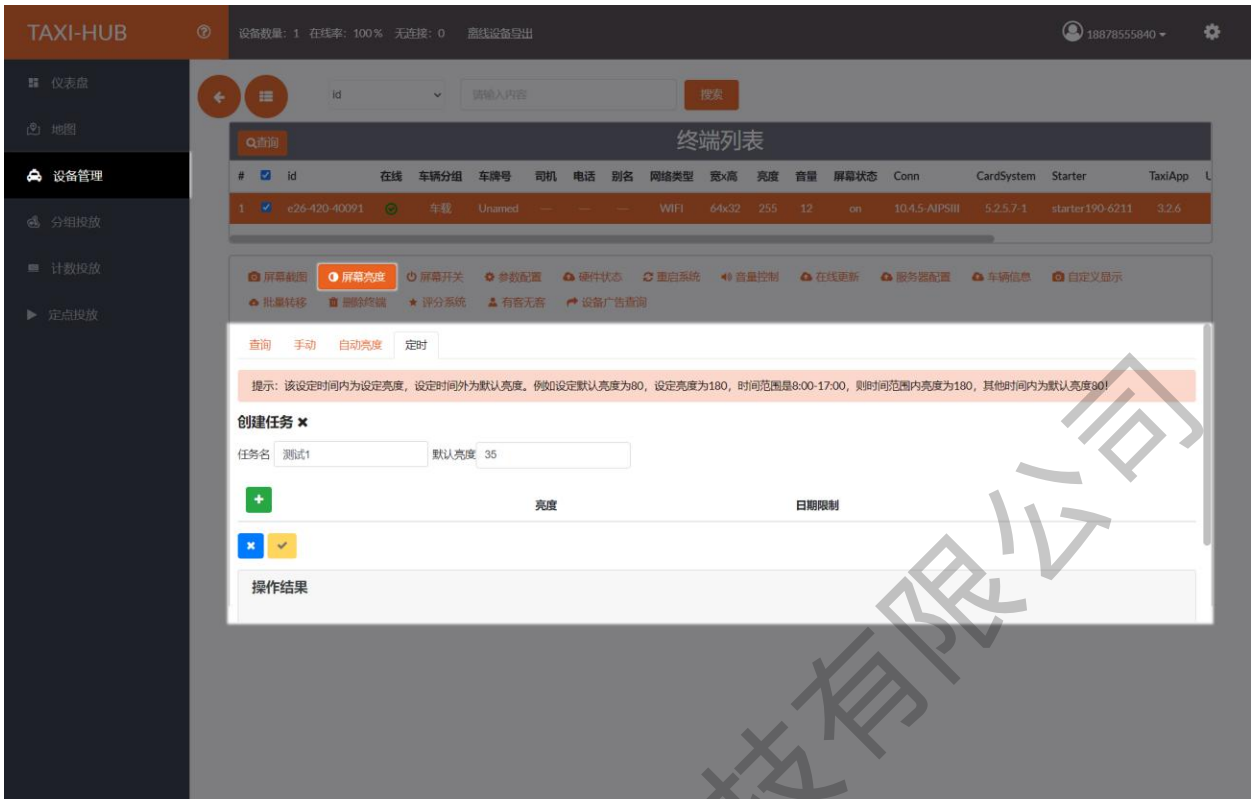 TAXI-HUB
设备数量: 1 在线率: 100% 无连接: 0 离线设备导出
18878555840
仪表盘
地图
设备管理
分组投放
计数投放
定点投放
id 请输入内容 搜索
查询 终端列表
# id 在线 车辆分组 车牌号 司机 电话 别名 网络类型 宽x高 亮度 音量 屏幕状态 Conn CardSystem Starter TaxiApp U
1 e26-420-40091 车载 Unamed — — — WIFI 64x32 255 12 on 10.4.5-AIPSIII 5.2.5.7-1 starter190-6211 3.2.6
屏幕截图 屏幕亮度 屏幕开关 参数配置 硬件状态 重启系统 音量控制 在线更新 服务器配置 车辆信息 自定义显示
批量转移 删除终端 评分系统 有客无客 设备广告查询
查询 手动 自动亮度 定时
提示：该设定时间内为设定亮度，设定时间外为默认亮度。例如设定默认亮度为80，设定亮度为180，时间范围是8:00-17:00，则时间范围内亮度为180，其他时间内为默认亮度80!
创建任务
任务名 测试1 默认亮度 35
亮度 日期限制
操作结果
技有限公司